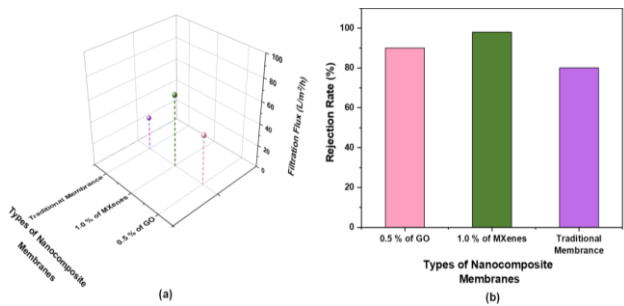 100
80
60
40
20
0
Filtration Flux (L/m²/h)
Traditional Membrance
1.0 % of MXenes
0.5 % of GO
Types of Nanocomposite
Membranes
(a)
100
80
60
40
20
0
Rejection Rate (%)
0.5 % of GO
1.0 % of MXenes
Traditional
Membrance
Types of Nanocomposite
Membranes
(b)